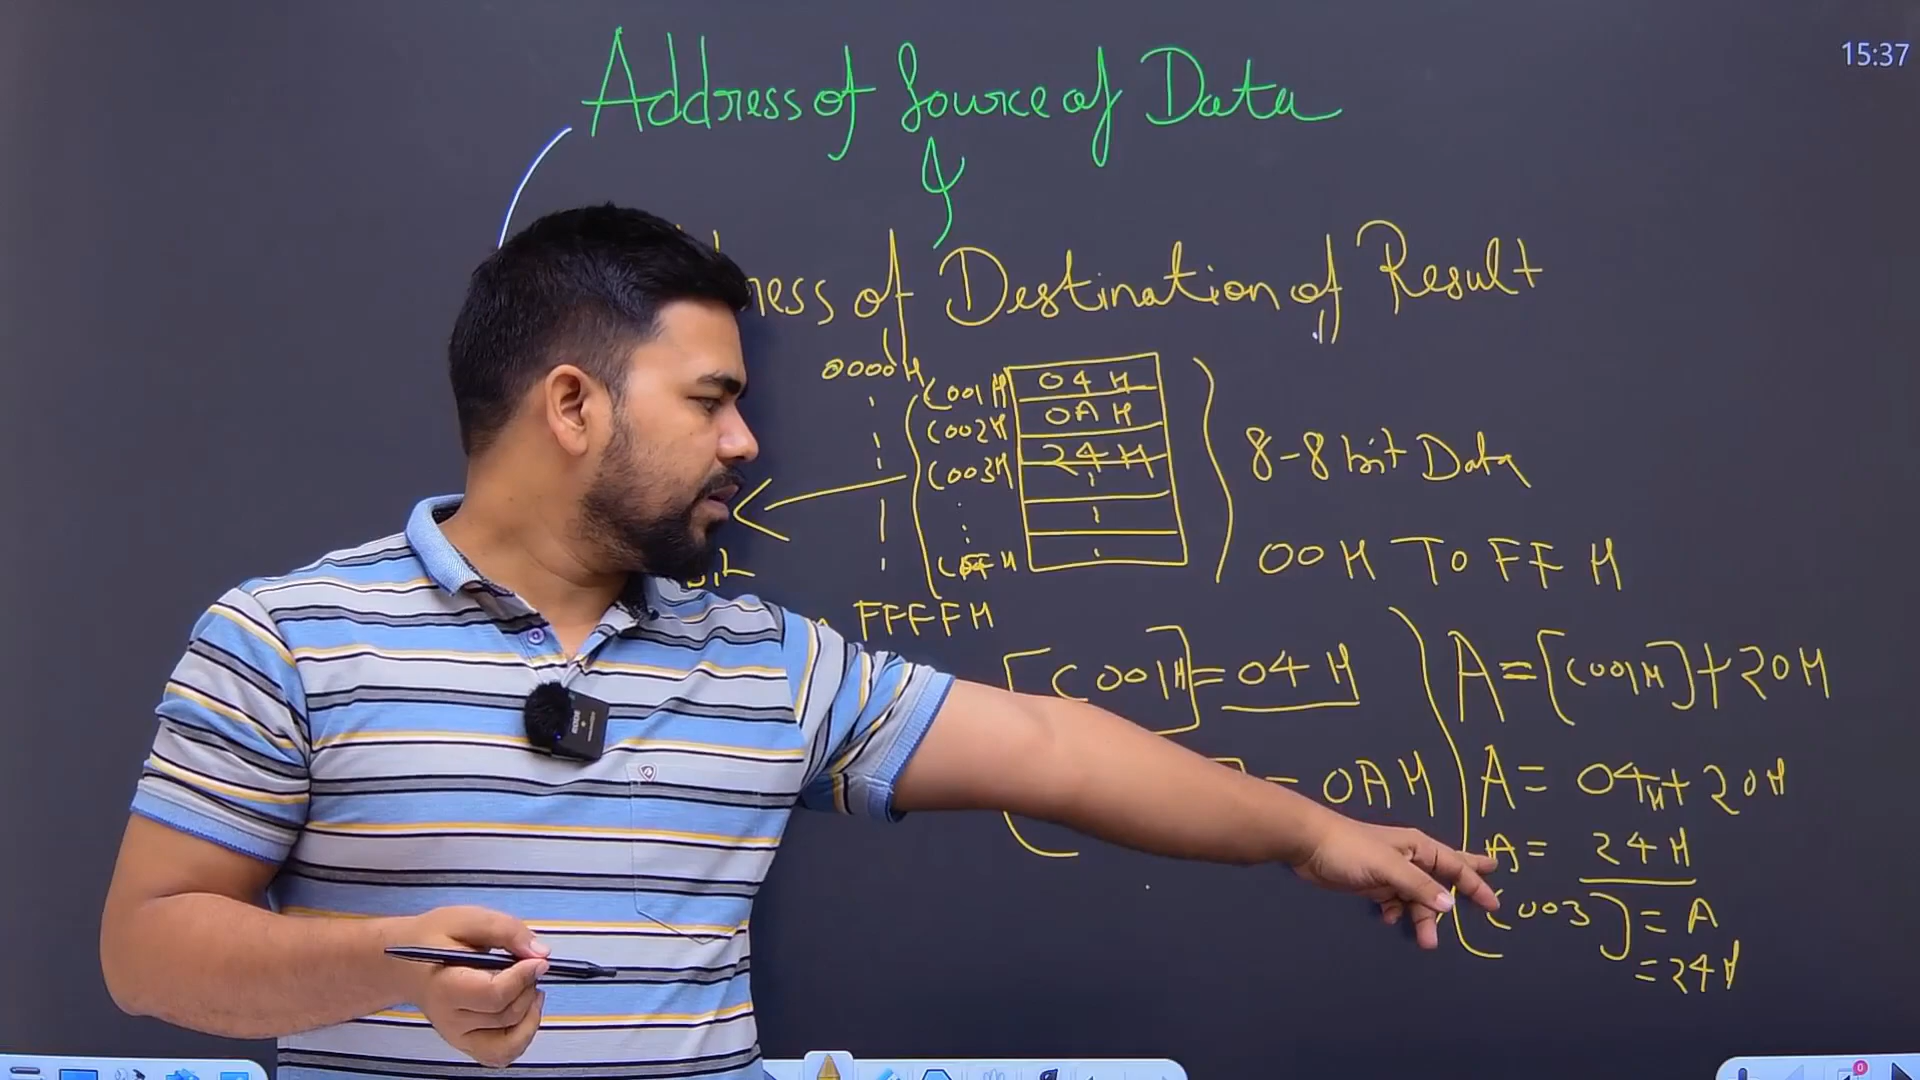 15:37
Address of Source of Data
&
ress of Destination of Result
0000H
C001H 04H
C002H 0AH
C003H 24H
8-8 bit Data
00H To FFH
FFFFH
[C001H] = 04H
= 0AH
A = [C001H] + 20H
A = 04H + 20H
A = 24H
[C003] = A
= 24H